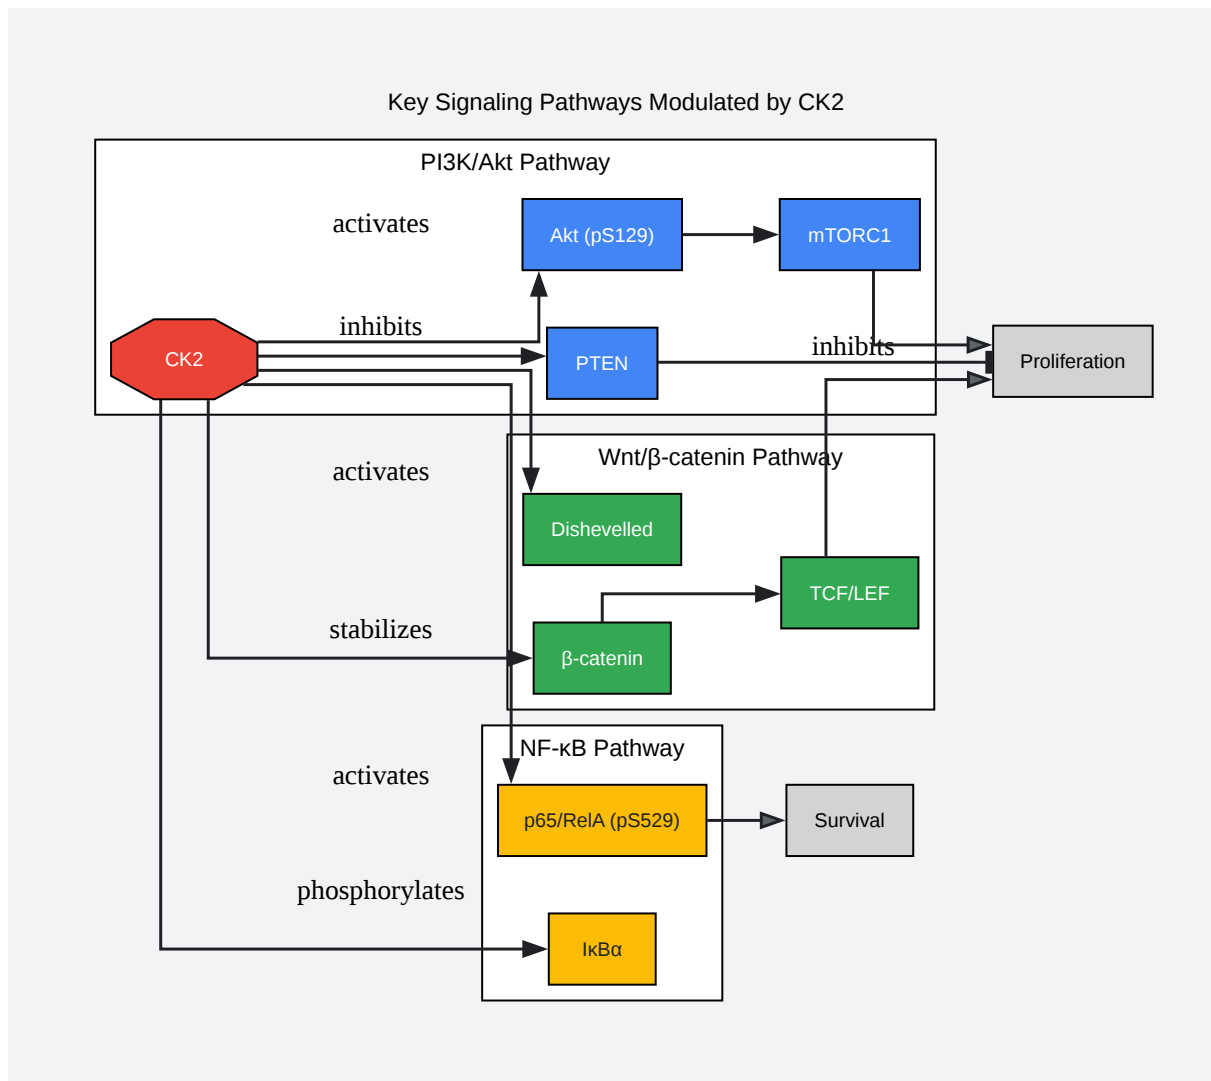 Key Signaling Pathways Modulated by CK2
PI3K/Akt Pathway
activates
Akt (pS129)
mTORC1
inhibits
CK2
PTEN
inhibits
Proliferation
Wnt/β-catenin Pathway
activates
Dishevelled
TCF/LEF
stabilizes
β-catenin
NF-κB Pathway
activates
p65/RelA (pS529)
Survival
phosphorylates
IκBα